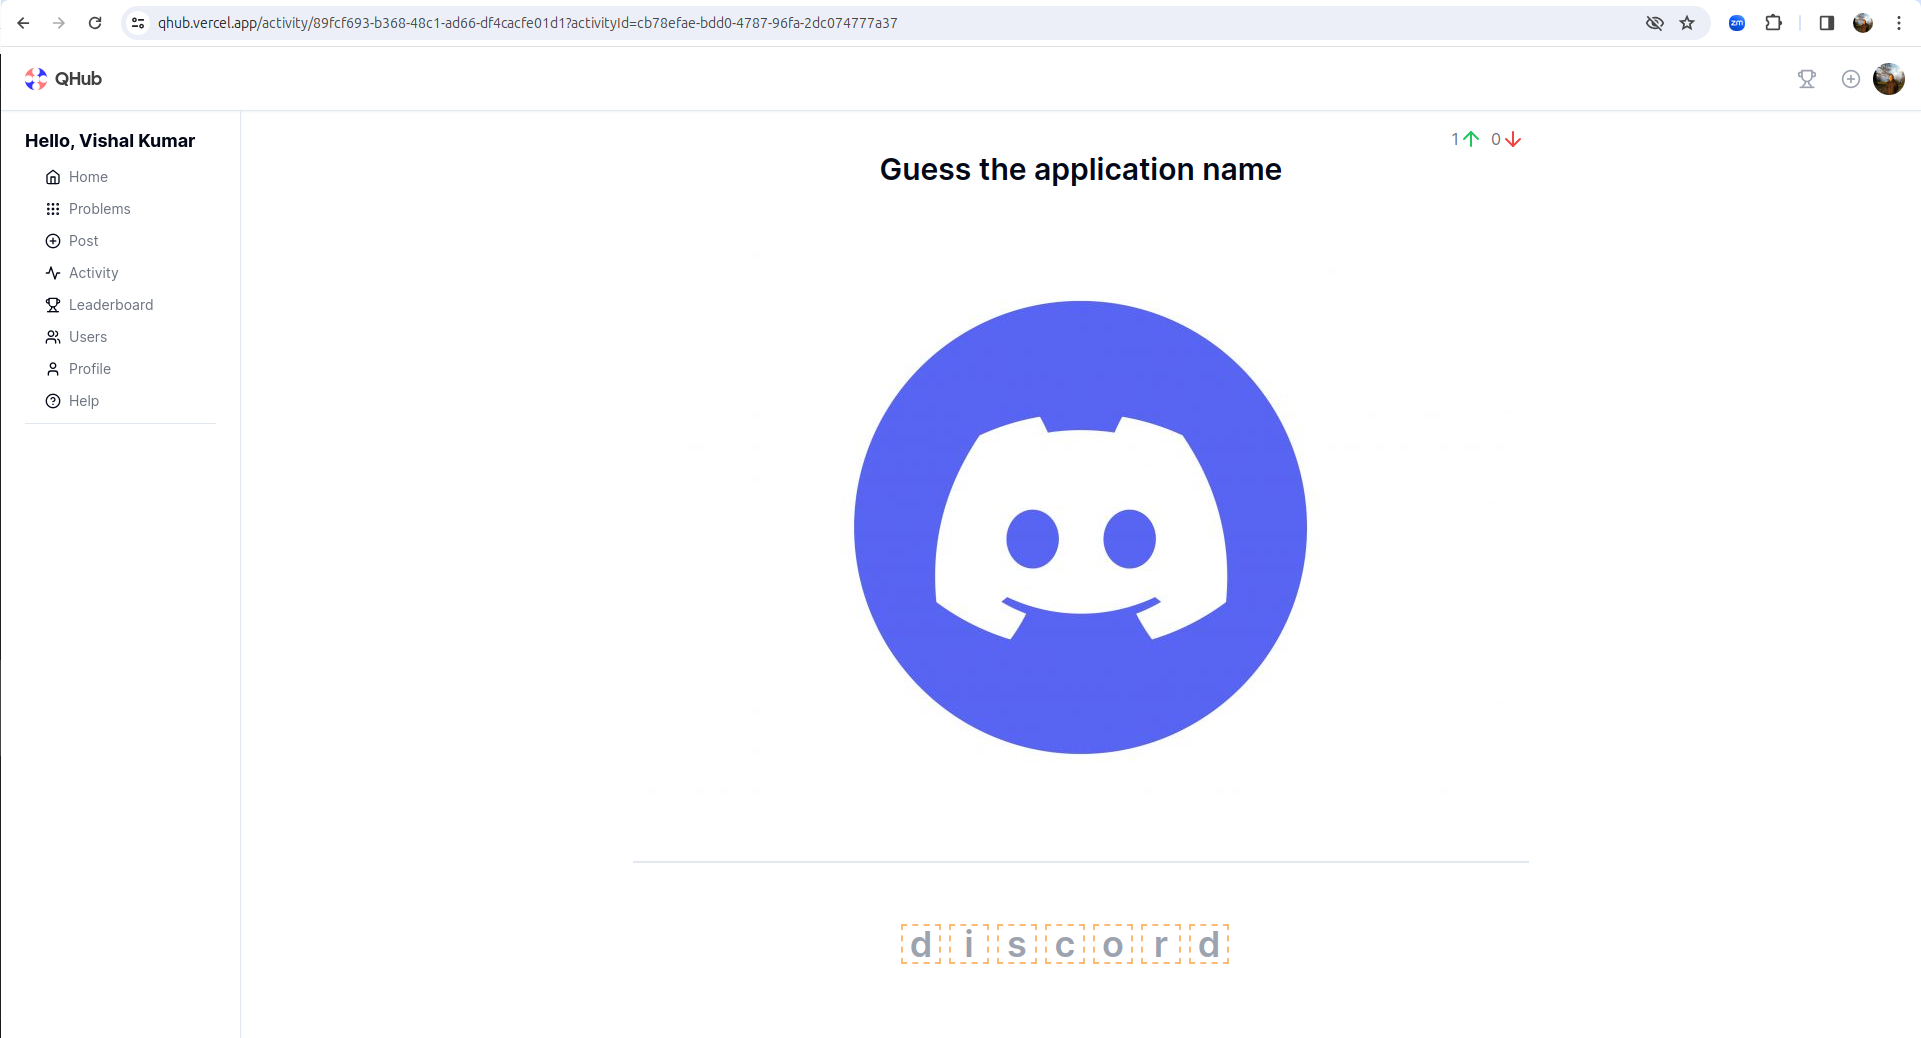 qhub.vercel.app/activity/89fcf693-b368-48c1-ad66-df4cacfe01d1?activityId=cb78efae-bdd0-4787-96fa-2dc074777a37
zm
QHub
Hello, Vishal Kumar
Home
Problems
Post
Activity
Leaderboard
Users
Profile
Help
1 0
Guess the application name
d i s c o r d